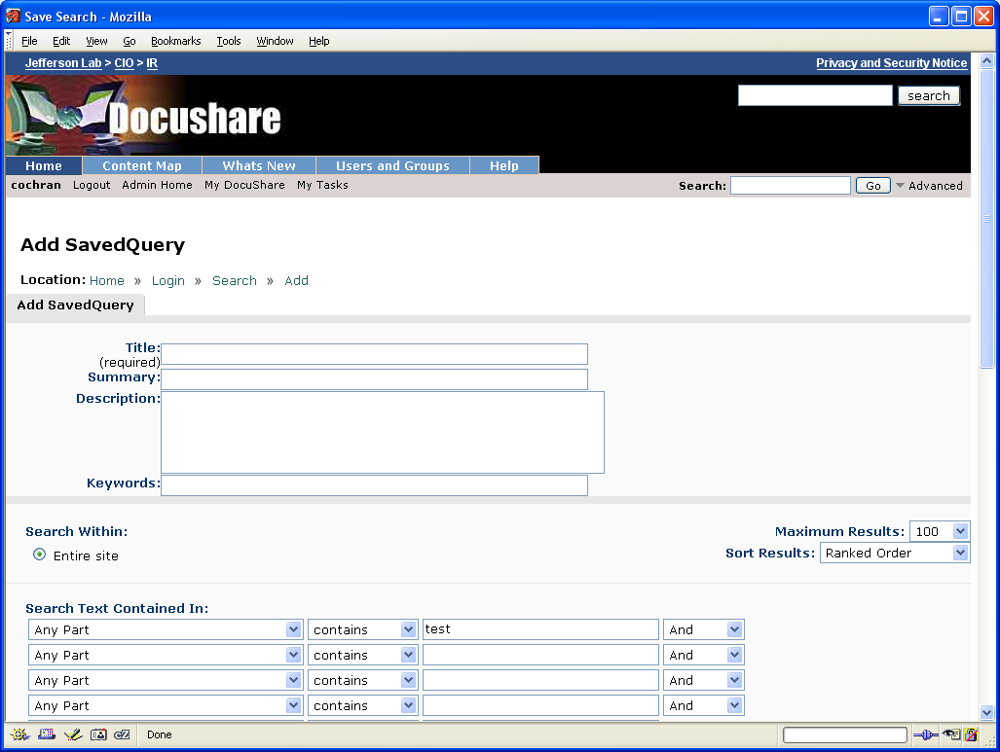 Save Search - Mozilla
File Edit View Go Bookmarks Tools Window Help
Jefferson Lab > CIO > IR Privacy and Security Notice
Docushare search
Home Content Map Whats New Users and Groups Help
cochran Logout Admin Home My DocuShare My Tasks Search: Go Advanced
Add SavedQuery
Location: Home » Login » Search » Add
Add SavedQuery
Title:
(required)
Summary:
Description:
Keywords:
Search Within: Maximum Results: 100
Entire site Sort Results: Ranked Order
Search Text Contained In:
Any Part contains test And
Any Part contains And
Any Part contains And
Any Part contains And
Done